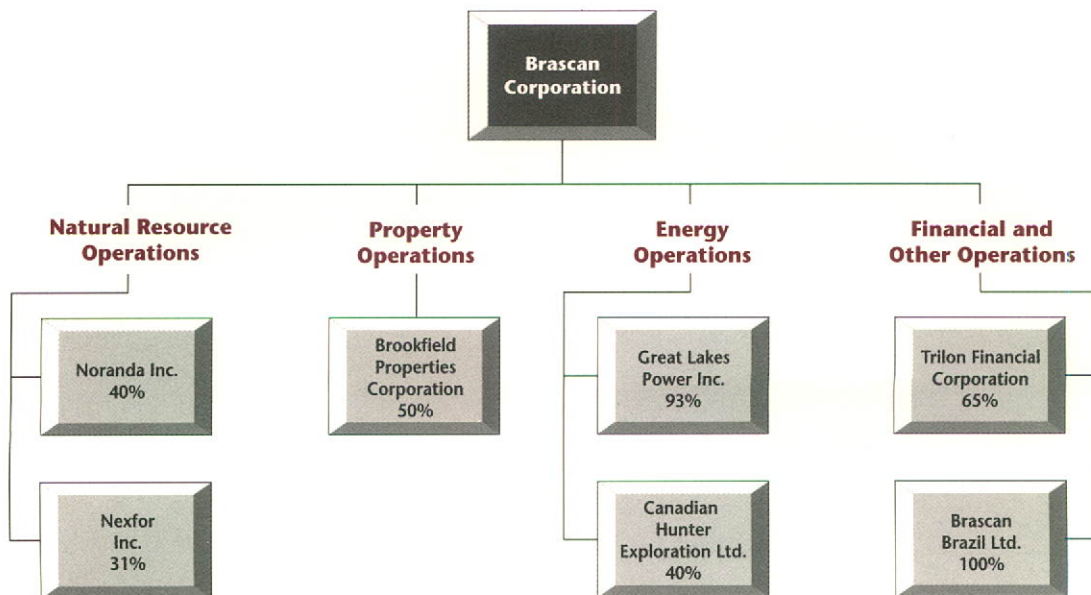 Brascan
Corporation
Natural Resource
Operations
Property
Operations
Energy
Operations
Financial and
Other Operations
Noranda Inc.
40%
Brookfield
Properties
Corporation
50%
Great Lakes
Power Inc.
93%
Trilon Financial
Corporation
65%
Nexfor
Inc.
31%
Canadian
Hunter
Exploration Ltd.
40%
Brascan
Brazil Ltd.
100%